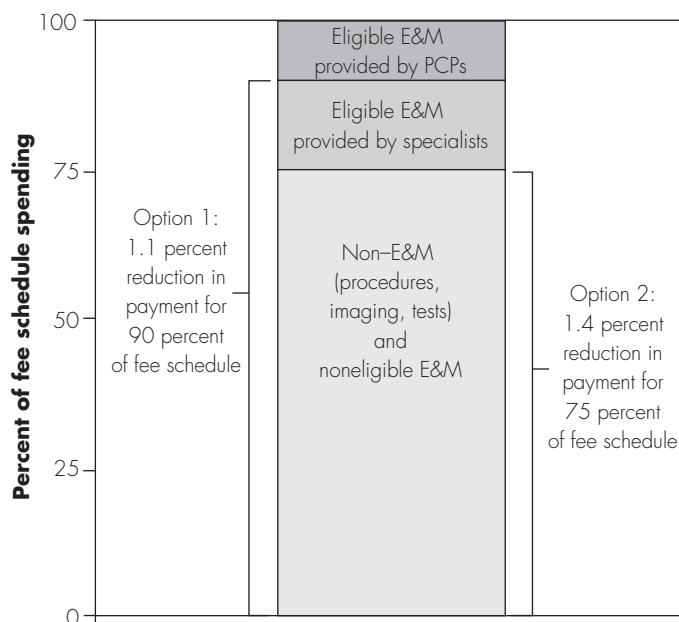 Percent of fee schedule spending
100
75
50
25
0
Option 1:
1.1 percent
reduction in
payment for
90 percent
of fee schedule
Eligible E&M
provided by PCPs
Eligible E&M
provided by specialists
Non–E&M
(procedures,
imaging, tests)
and
noneligible E&M
Option 2:
1.4 percent
reduction in
payment for
75 percent
of fee schedule